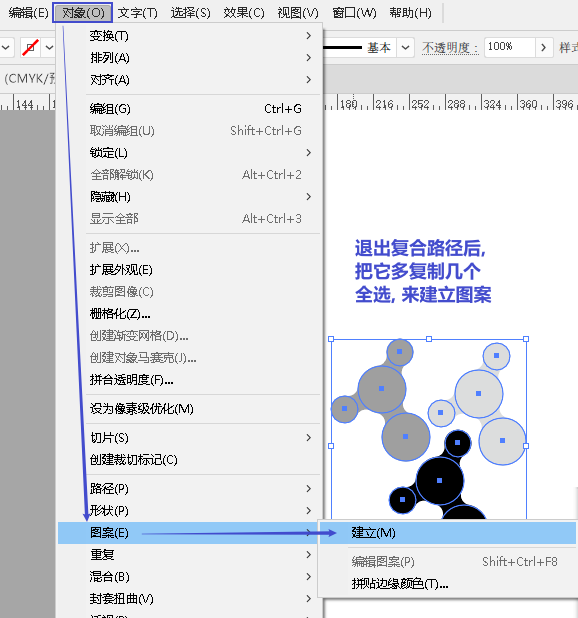 编辑(E) 对象(O) 文字(T) 选择(S) 效果(C) 视图(V) 窗口(W) 帮助(H)
变换(T)
基本 不透明度: 100% 样式
排列(A)
对齐(A)
(CMYK/预
144 180 216 252 288 324 360 396
编组(G) Ctrl+G
取消编组(U) Shift+Ctrl+G
锁定(L)
全部解锁(K) Alt+Ctrl+2
隐藏(H)
显示全部 Alt+Ctrl+3
扩展(X)...
扩展外观(E)
裁剪图像(C)
栅格化(Z)...
创建渐变网格(D)...
创建对象马赛克(J)...
拼合透明度(F)...
设为像素级优化(M)
切片(S)
创建裁切标记(C)
路径(P)
形状(P)
图案(E)
重复
混合(B)
封套扭曲(V)
退出复合路径后,
把它多复制几个
全选, 来建立图案
建立(M)
编辑图案(P) Shift+Ctrl+F8
拼贴边缘颜色(T)...